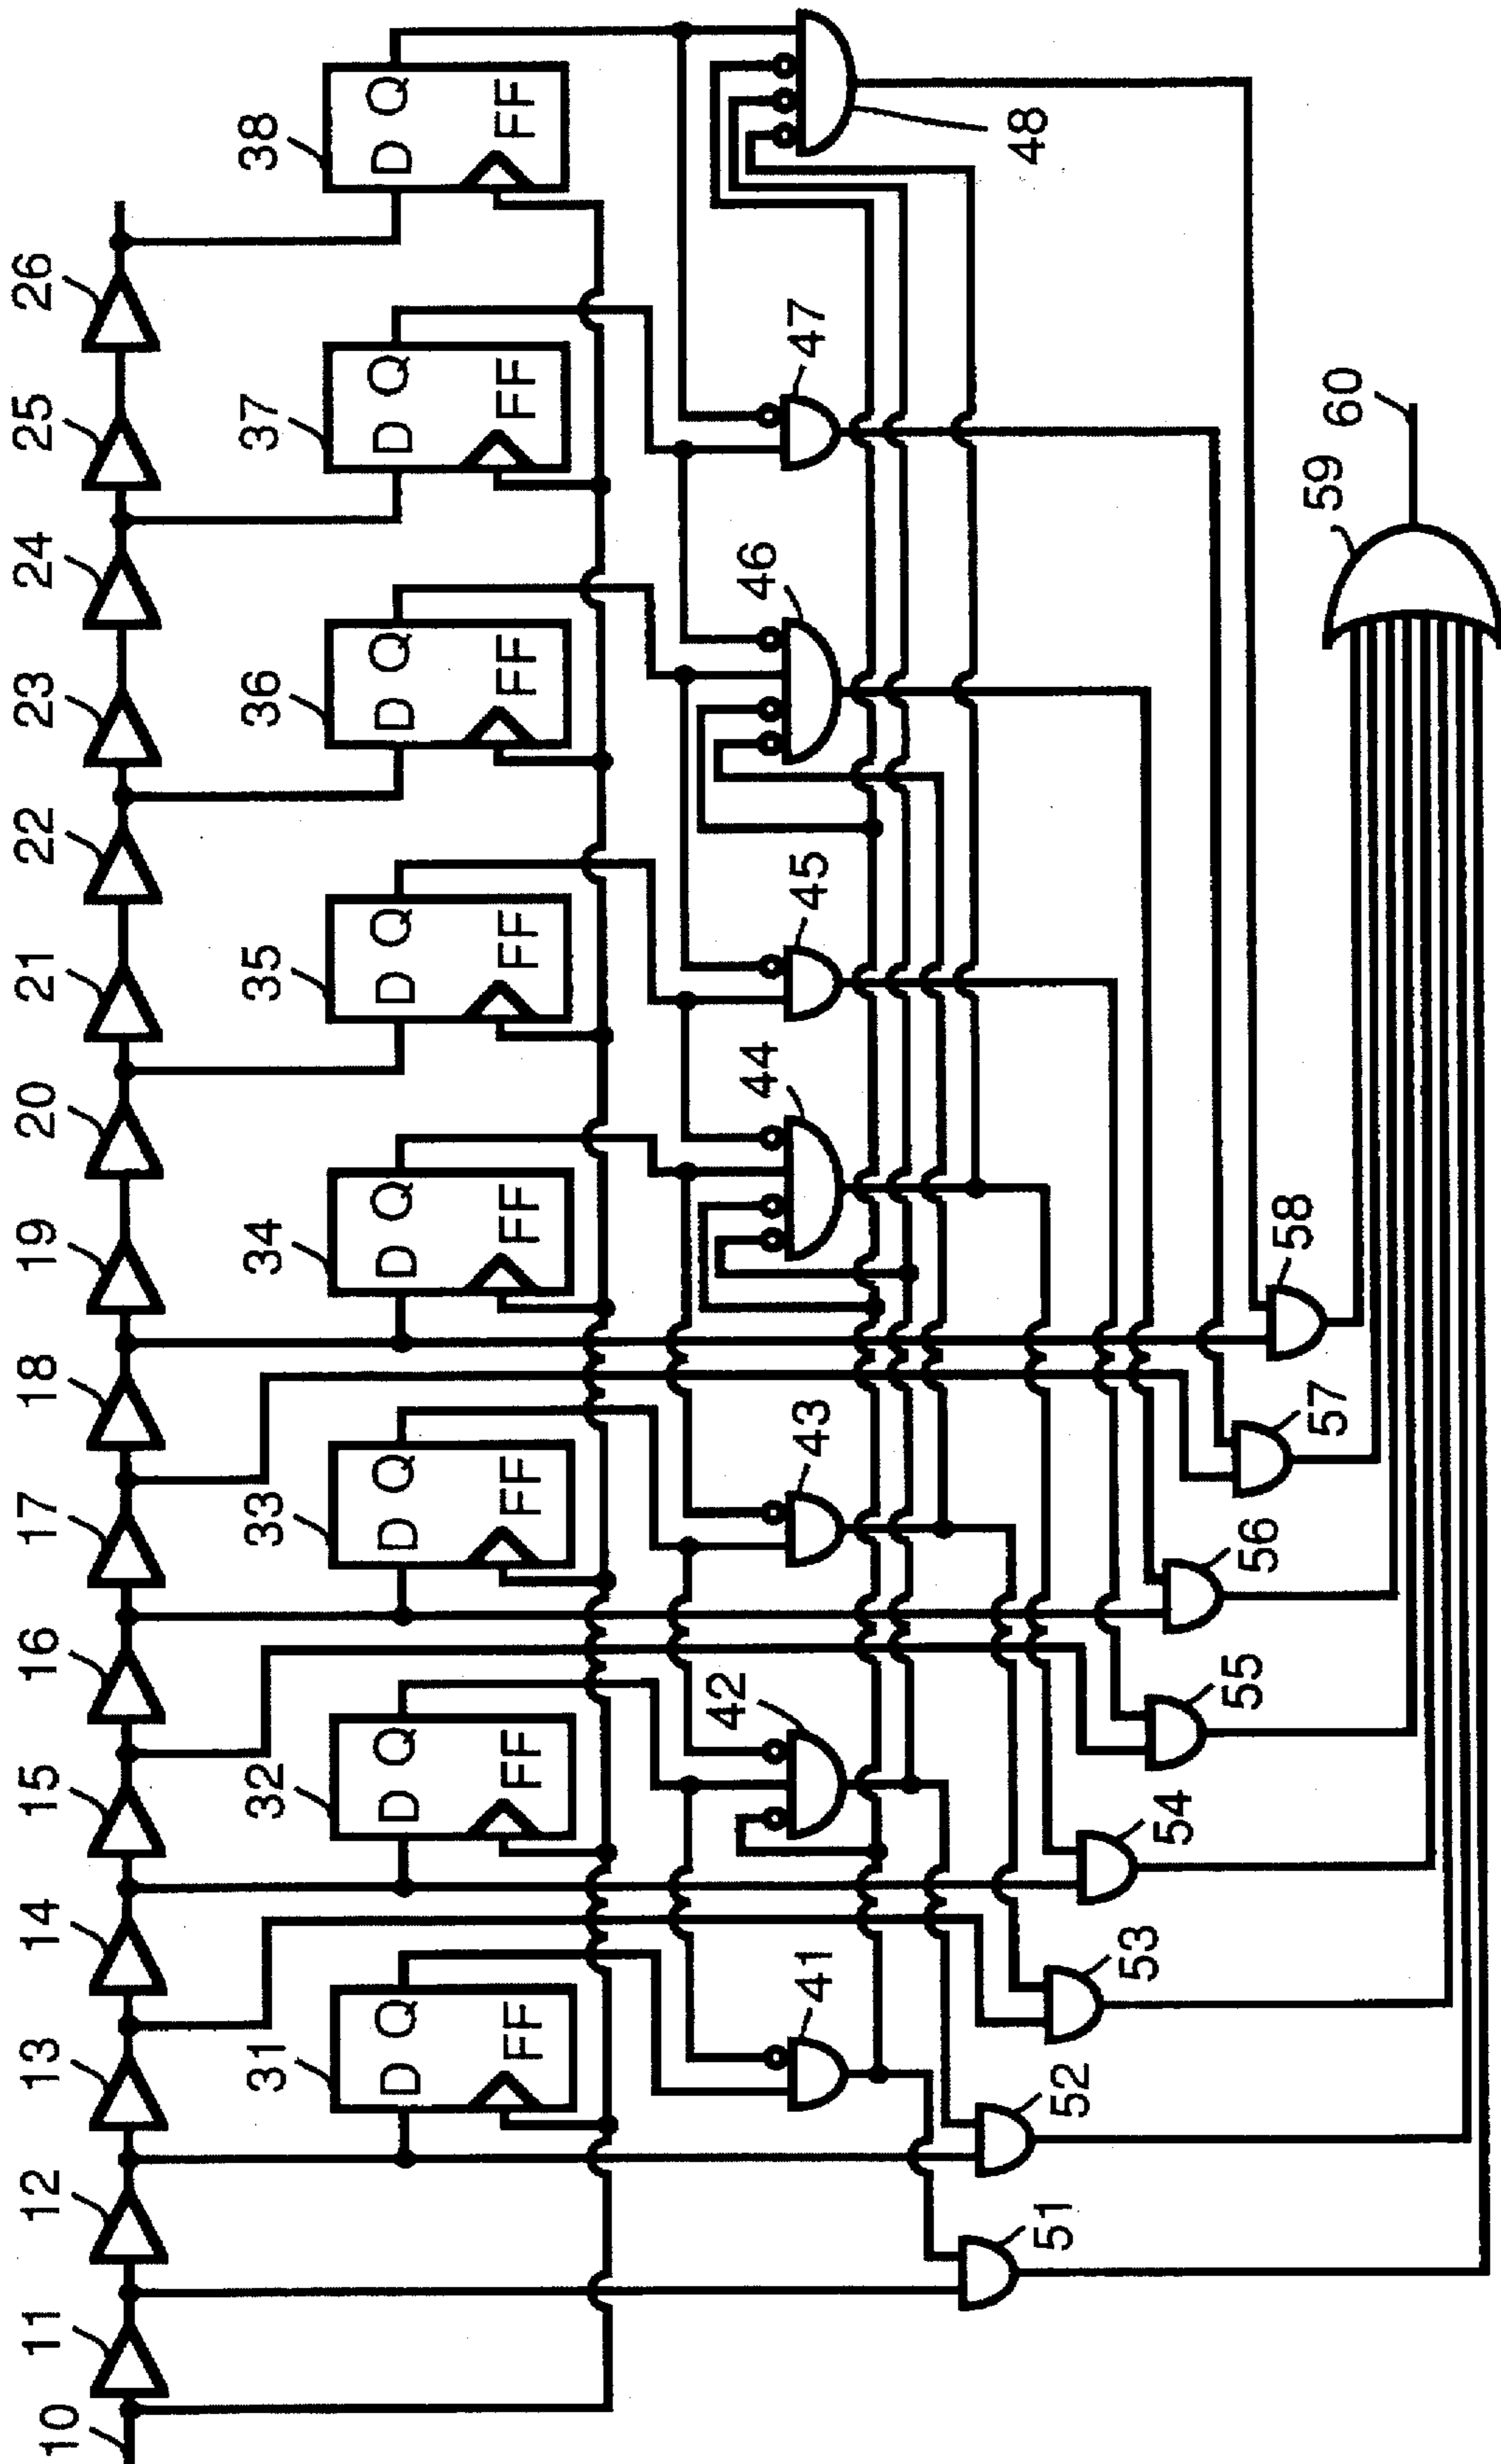 10 11 12 13 14 15 16 17 18 19 20 21 22 23 24 25 26
31 32 33 34 35 36 37 38
D Q D Q D Q D Q D Q D Q D Q D Q
FF FF FF FF FF FF FF FF
41 42 43 44 45 46 47 48
51 52 53 54 55 56 57 58
59 60